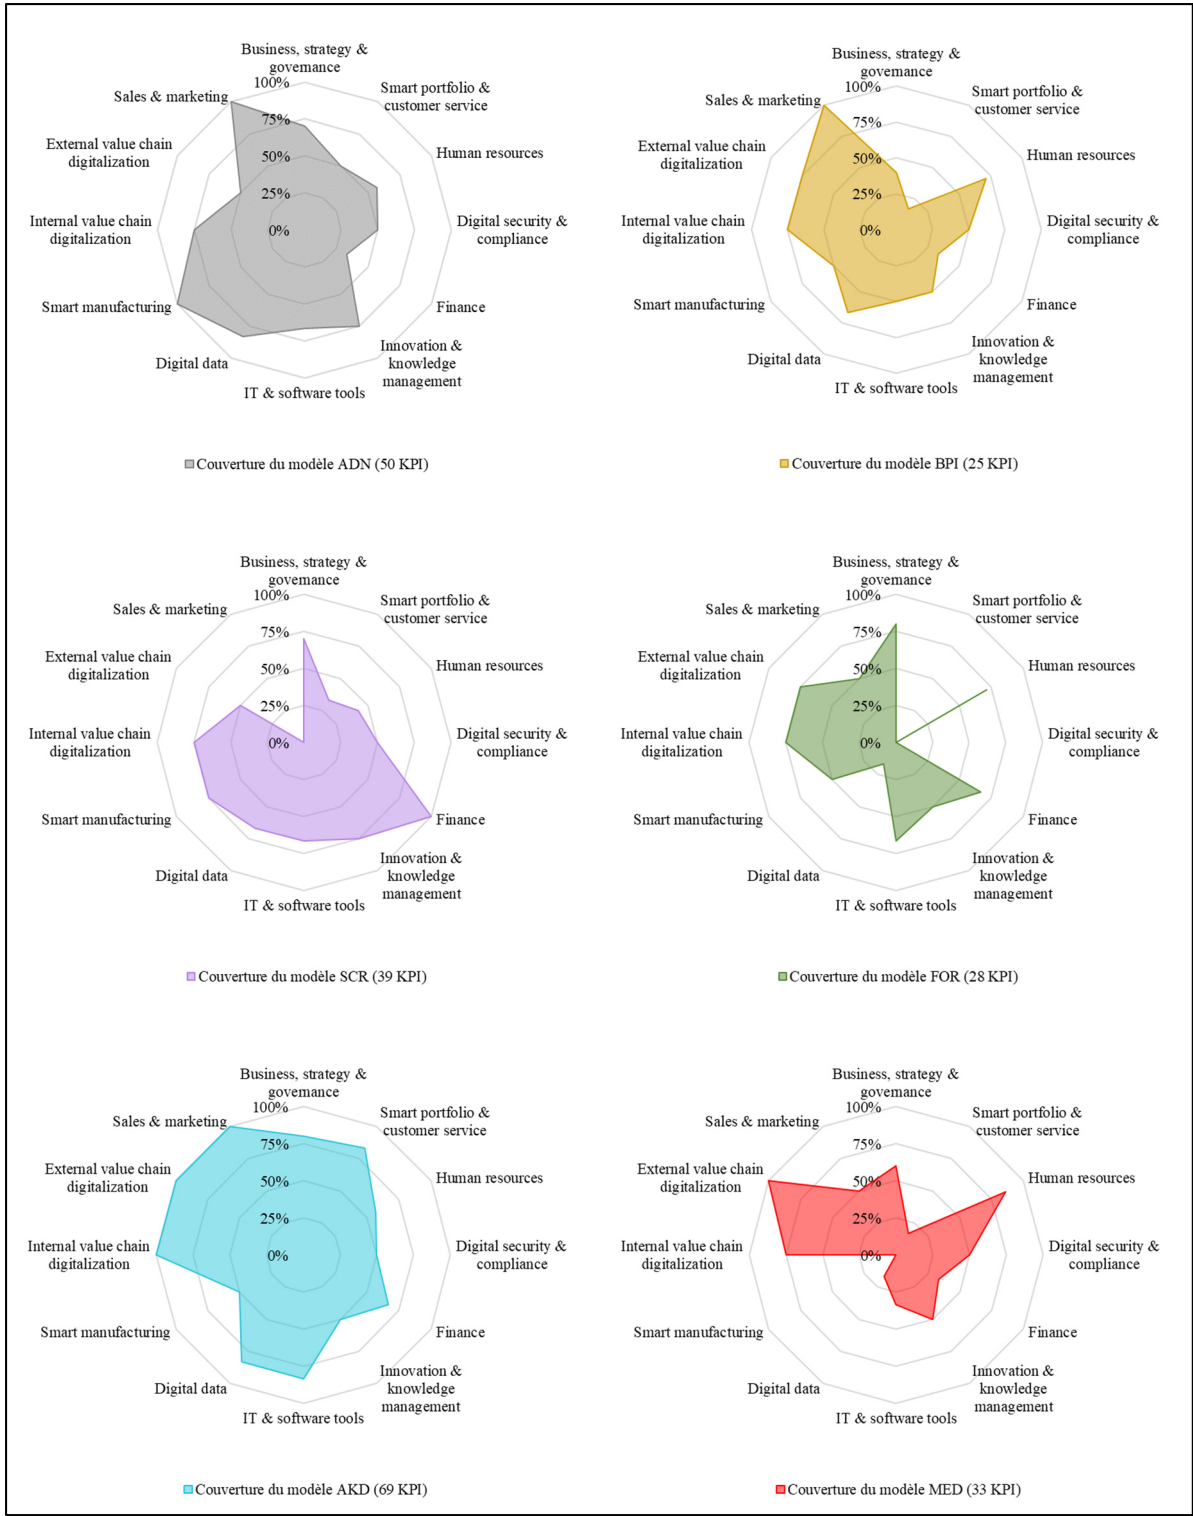 Business, strategy &
governance
100%
Smart portfolio &
customer service
Sales & marketing
75%
External value chain
digitalization
50%
Human resources
25%
Internal value chain
digitalization
0%
Digital security &
compliance
Smart manufacturing
Finance
Digital data
Innovation &
knowledge
management
IT & software tools
Couverture du modèle ADN (50 KPI)
Business, strategy &
governance
100%
Smart portfolio &
customer service
Sales & marketing
75%
External value chain
digitalization
50%
Human resources
25%
Internal value chain
digitalization
0%
Digital security &
compliance
Smart manufacturing
Finance
Digital data
Innovation &
knowledge
management
IT & software tools
Couverture du modèle BPI (25 KPI)
Business, strategy &
governance
100%
Smart portfolio &
customer service
Sales & marketing
75%
External value chain
digitalization
50%
Human resources
25%
Internal value chain
digitalization
0%
Digital security &
compliance
Smart manufacturing
Finance
Digital data
Innovation &
knowledge
management
IT & software tools
Couverture du modèle SCR (39 KPI)
Business, strategy &
governance
100%
Smart portfolio &
customer service
Sales & marketing
75%
External value chain
digitalization
50%
Human resources
25%
Internal value chain
digitalization
0%
Digital security &
compliance
Smart manufacturing
Finance
Digital data
Innovation &
knowledge
management
IT & software tools
Couverture du modèle FOR (28 KPI)
Business, strategy &
governance
100%
Smart portfolio &
customer service
Sales & marketing
75%
External value chain
digitalization
50%
Human resources
25%
Internal value chain
digitalization
0%
Digital security &
compliance
Smart manufacturing
Finance
Digital data
Innovation &
knowledge
management
IT & software tools
Couverture du modèle AKD (69 KPI)
Business, strategy &
governance
100%
Smart portfolio &
customer service
Sales & marketing
75%
External value chain
digitalization
50%
Human resources
25%
Internal value chain
digitalization
0%
Digital security &
compliance
Smart manufacturing
Finance
Digital data
Innovation &
knowledge
management
IT & software tools
Couverture du modèle MED (33 KPI)